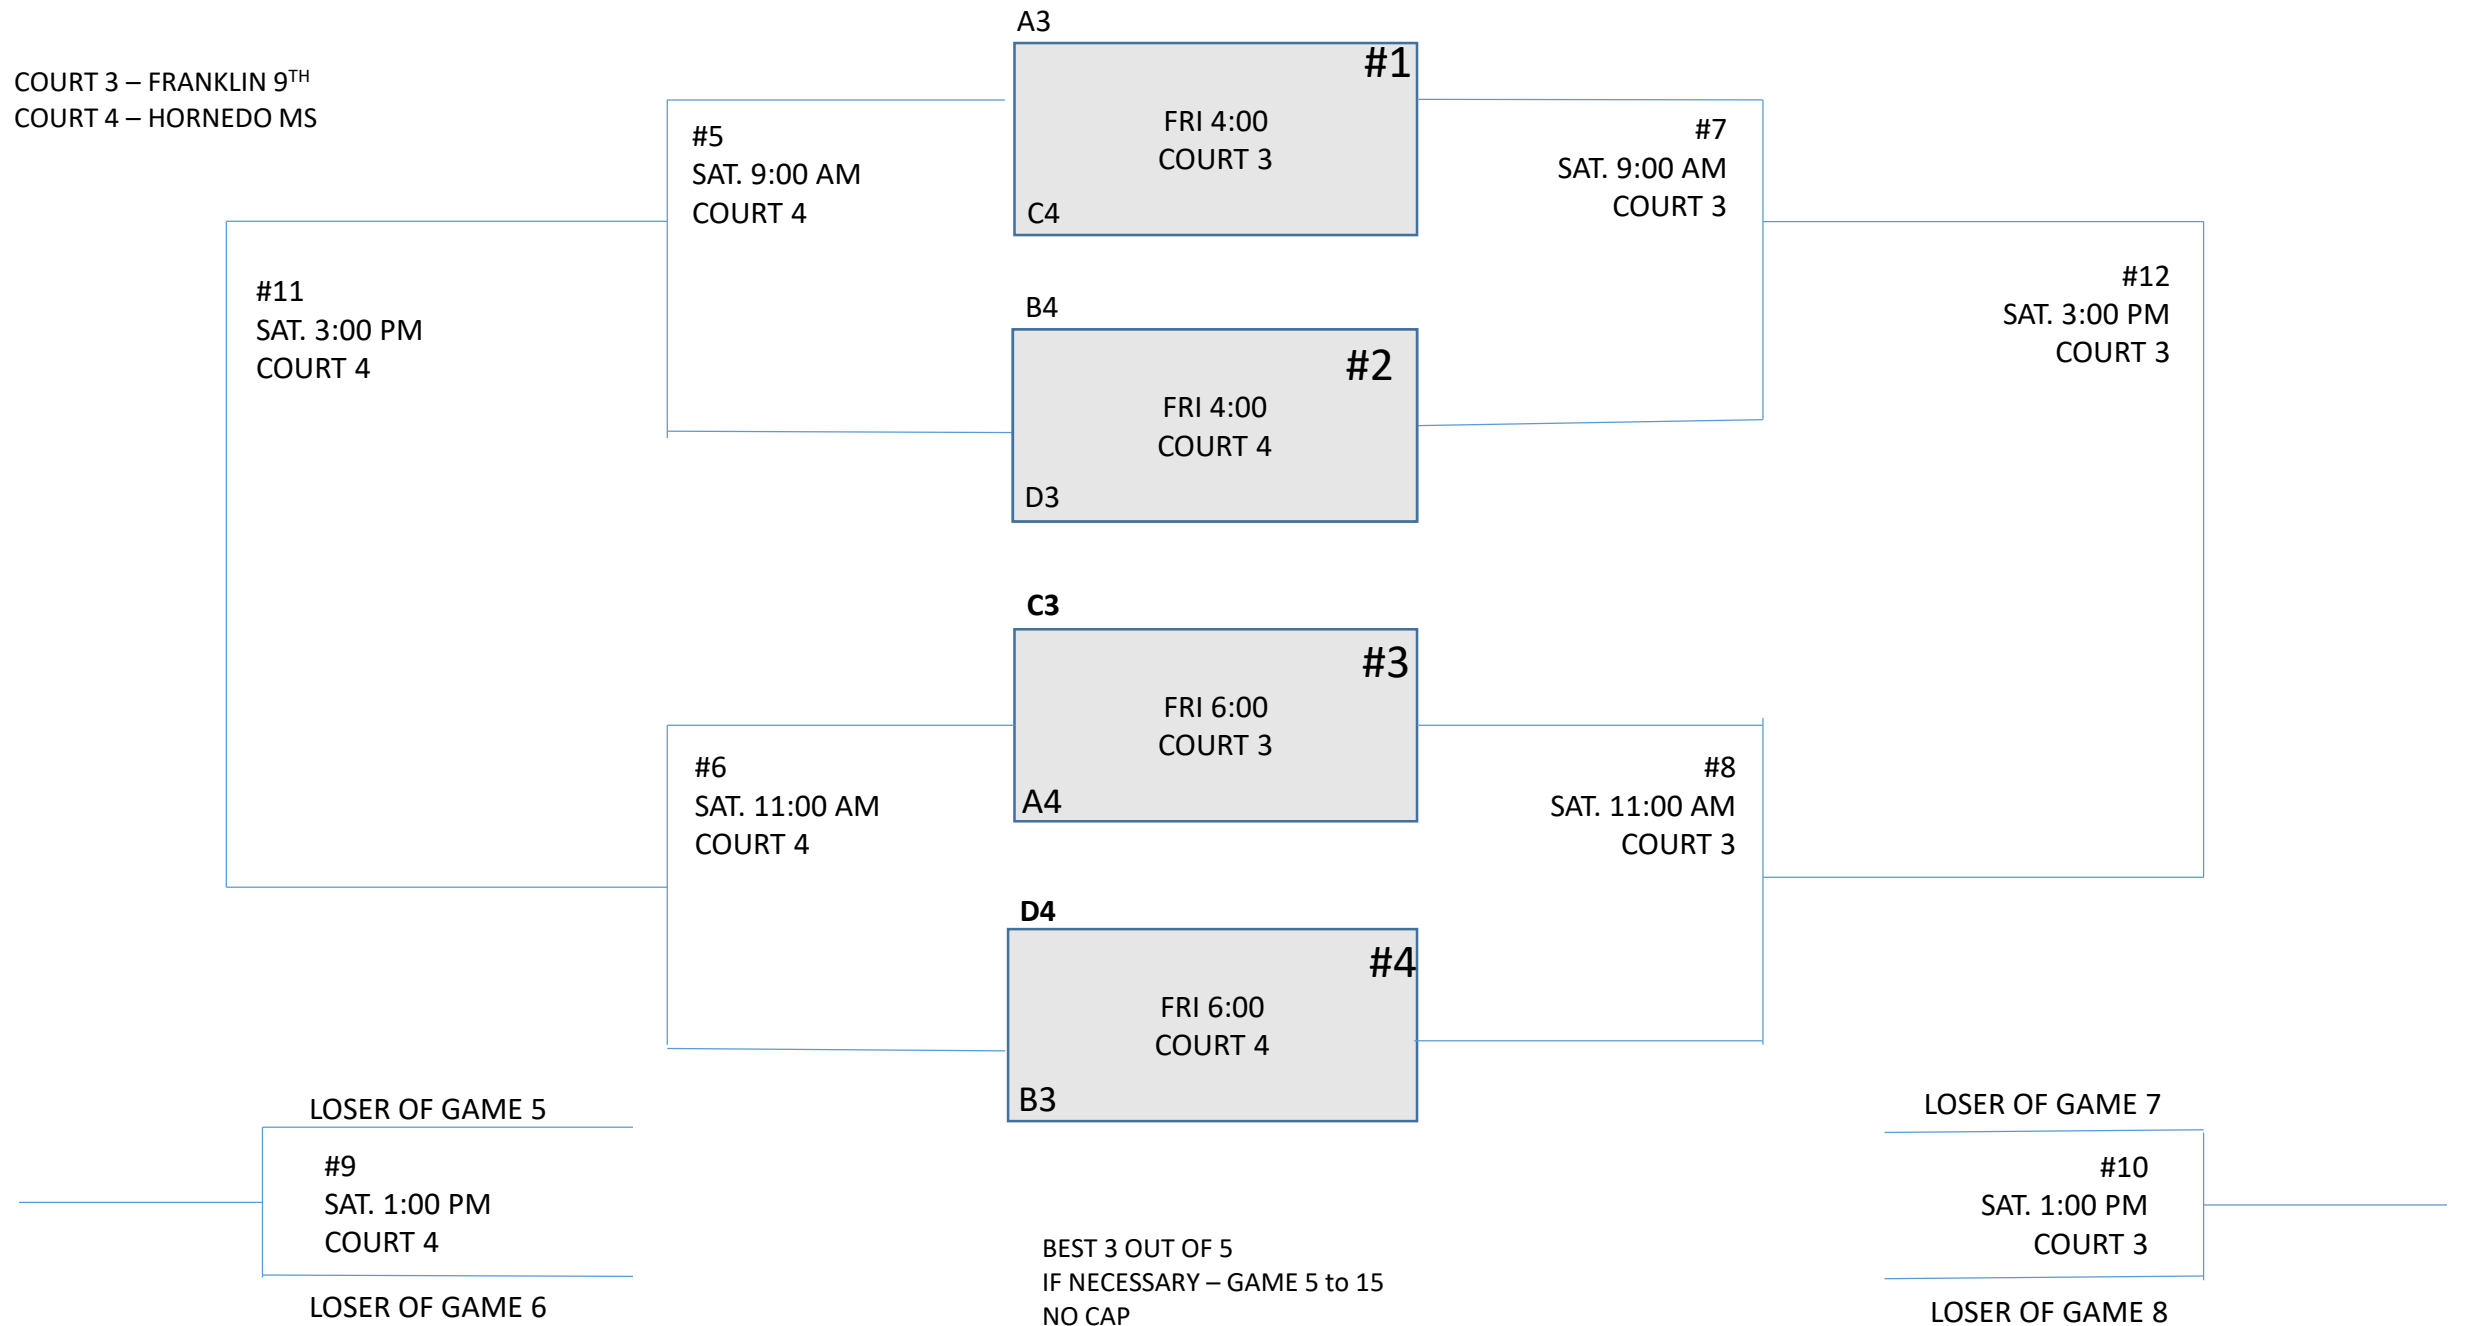 COURT 3 – FRANKLIN 9TH
COURT 4 – HORNEDO MS
A3
#1
FRI 4:00
COURT 3
C4
#5
SAT. 9:00 AM
COURT 4
#7
SAT. 9:00 AM
COURT 3
#11
SAT. 3:00 PM
COURT 4
B4
#2
FRI 4:00
COURT 4
D3
#12
SAT. 3:00 PM
COURT 3
C3
#3
FRI 6:00
COURT 3
A4
#6
SAT. 11:00 AM
COURT 4
#8
SAT. 11:00 AM
COURT 3
D4
#4
FRI 6:00
COURT 4
B3
LOSER OF GAME 5
#9
SAT. 1:00 PM
COURT 4
LOSER OF GAME 6
BEST 3 OUT OF 5
IF NECESSARY – GAME 5 to 15
NO CAP
LOSER OF GAME 7
#10
SAT. 1:00 PM
COURT 3
LOSER OF GAME 8